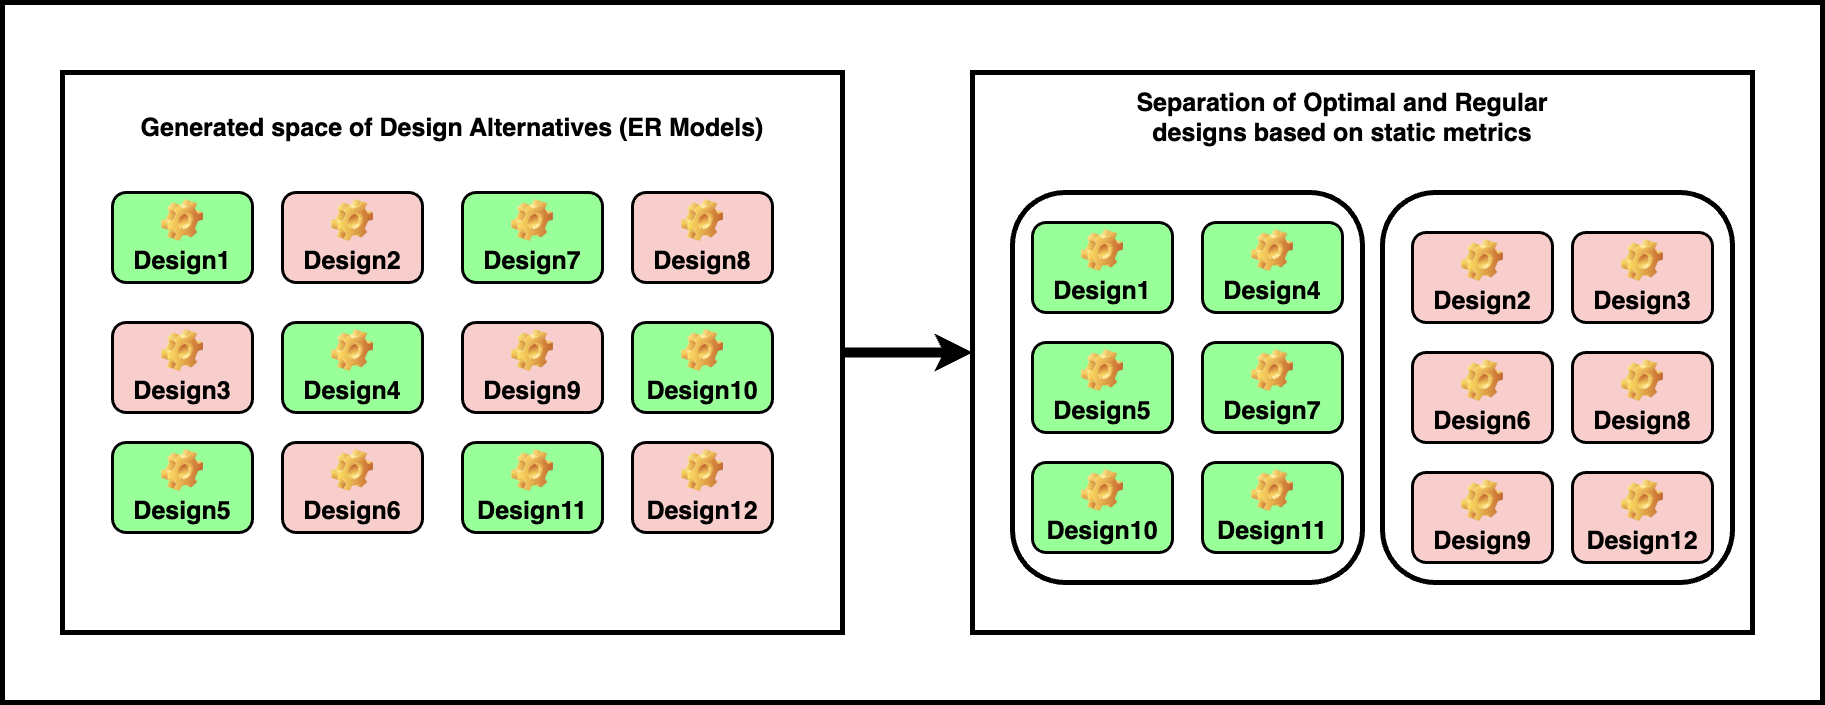 Generated space of Design Alternatives (ER Models)
Design1
Design2
Design7
Design8
Design3
Design4
Design9
Design10
Design5
Design6
Design11
Design12
Separation of Optimal and Regular
designs based on static metrics
Design1
Design4
Design5
Design7
Design10
Design11
Design2
Design3
Design6
Design8
Design9
Design12